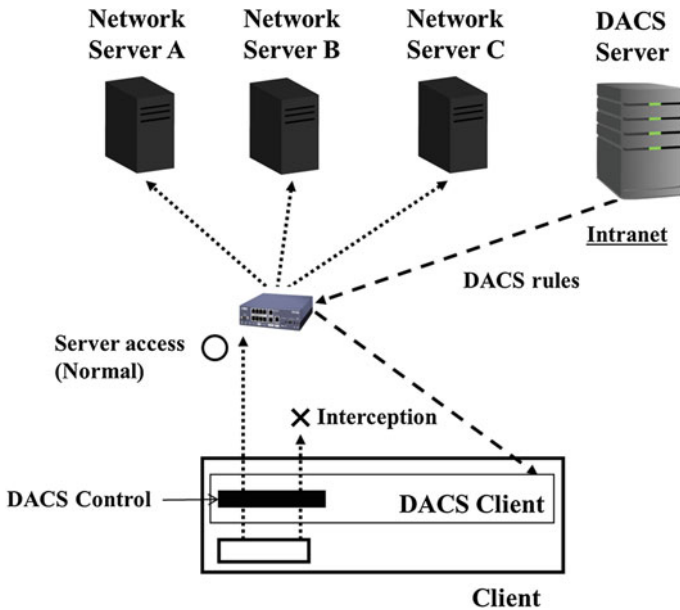 Network
Server A
Network
Server B
Network
Server C
DACS
Server
Intranet
DACS rules
Server access
(Normal)
Interception
DACS Control
DACS Client
Client